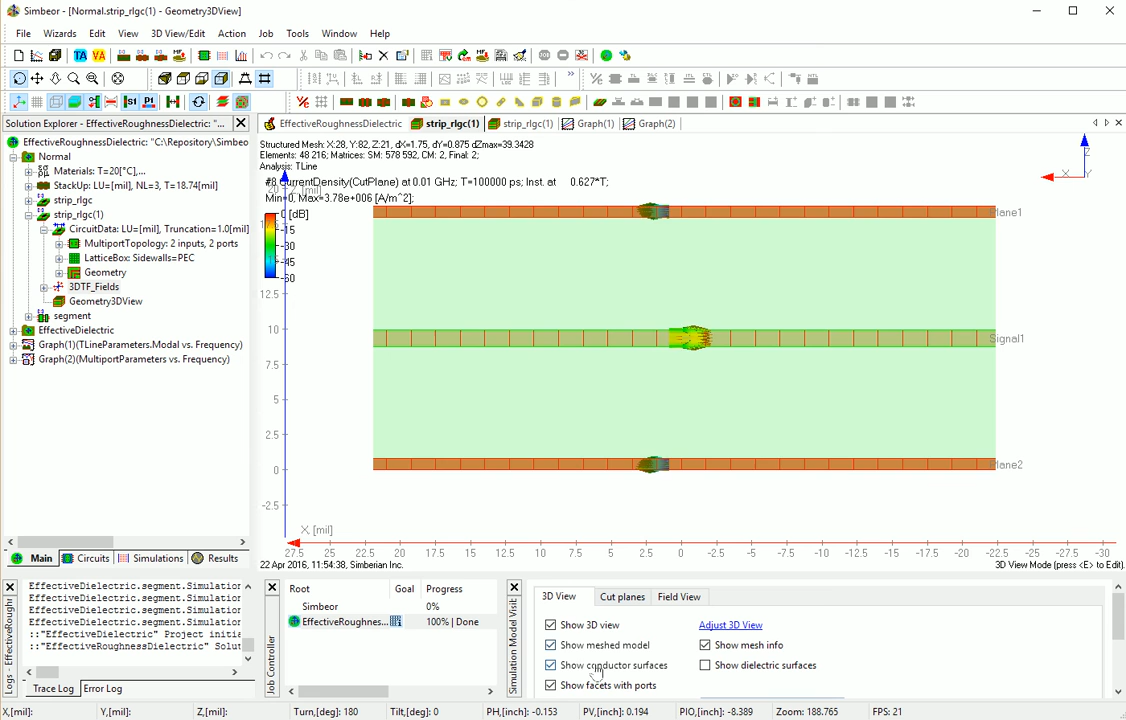 Simbeor - [Normal.strip_rlgc(1) - Geometry3DView]
File Wizards Edit View 3D View/Edit Action Job Tools Window Help
Solution Explorer - EffectiveRoughnessDielectric: "...
EffectiveRoughnessDielectric: "C:\Repository\Simbeo
Normal
Materials: T=20[°C],...
StackUp: LU=[mil], NL=3, T=18.74[mil]
strip_rlgc
strip_rlgc(1)
CircuitData: LU=[mil], Truncation=1.0[mil]
MultiportTopology: 2 inputs, 2 ports
LatticeBox: Sidewalls=PEC
Geometry
3DTF_Fields
Geometry3DView
segment
EffectiveDielectric
Graph(1)(TLineParameters.Modal vs. Frequency)
Graph(2)(MultiportParameters vs. Frequency)
Main Circuits Simulations Results
EffectiveRoughnessDielectric strip_rlgc(1) strip_rlgc(1) Graph(1) Graph(2)
Structured Mesh: X:28, Y:82, Z:21, dX=1.75, dY=0.875 dZmax=39.3428
Elements: 48 216; Matrices: SM: 578 592, CM: 2, Final: 2;
Analysis: TLine
#8 CurrentDensity(CutPlane) at 0.01 GHz; T=100000 ps; Inst. at 0.627*T;
Min=0, Max=3.78e+006 [A/m^2];
0 [dB]
-15
-30
-45
-60
Plane1
12.5
10
Signal1
7.5
5
2.5
0
Plane2
-2.5
X, [mil]
27.5 25 22.5 20 17.5 15 12.5 10 7.5 5 2.5 0 -2.5 -5 -7.5 -10 -12.5 -15 -17.5 -20 -22.5 -25 -27.5 -30
22 Apr 2016, 11:54:38, Simberian Inc.
3D View Mode (press <E> to Edit).
Z
X
Y
Logs - EffectiveRoughn
EffectiveDielectric.segment.Simulation
EffectiveDielectric.segment.Simulation
EffectiveDielectric.segment.Simulation
::"EffectiveDielectric" Project initia
::"EffectiveRoughnessDielectric" Solut
Trace Log Error Log
Job Controller
Root Goal Progress
Simbeor 0%
EffectiveRoughnes... 100% | Done
Simulation Model Visib
3D View Cut planes Field View
Show 3D view Adjust 3D View
Show meshed model Show mesh info
Show conductor surfaces Show dielectric surfaces
Show facets with ports
X,[mil]: Y,[mil]: Z,[mil]: Turn,[deg]: 180 Tilt,[deg]: 0 PH,[inch]: -0.153 PV,[inch]: 0.194 PIO,[inch]: -8.389 Zoom: 188.765 FPS: 21